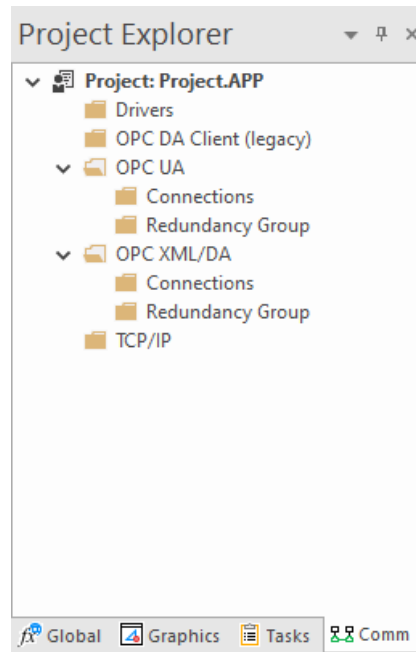 Project Explorer
Project: Project.APP
Drivers
OPC DA Client (legacy)
OPC UA
Connections
Redundancy Group
OPC XML/DA
Connections
Redundancy Group
TCP/IP
Global Graphics Tasks Comm